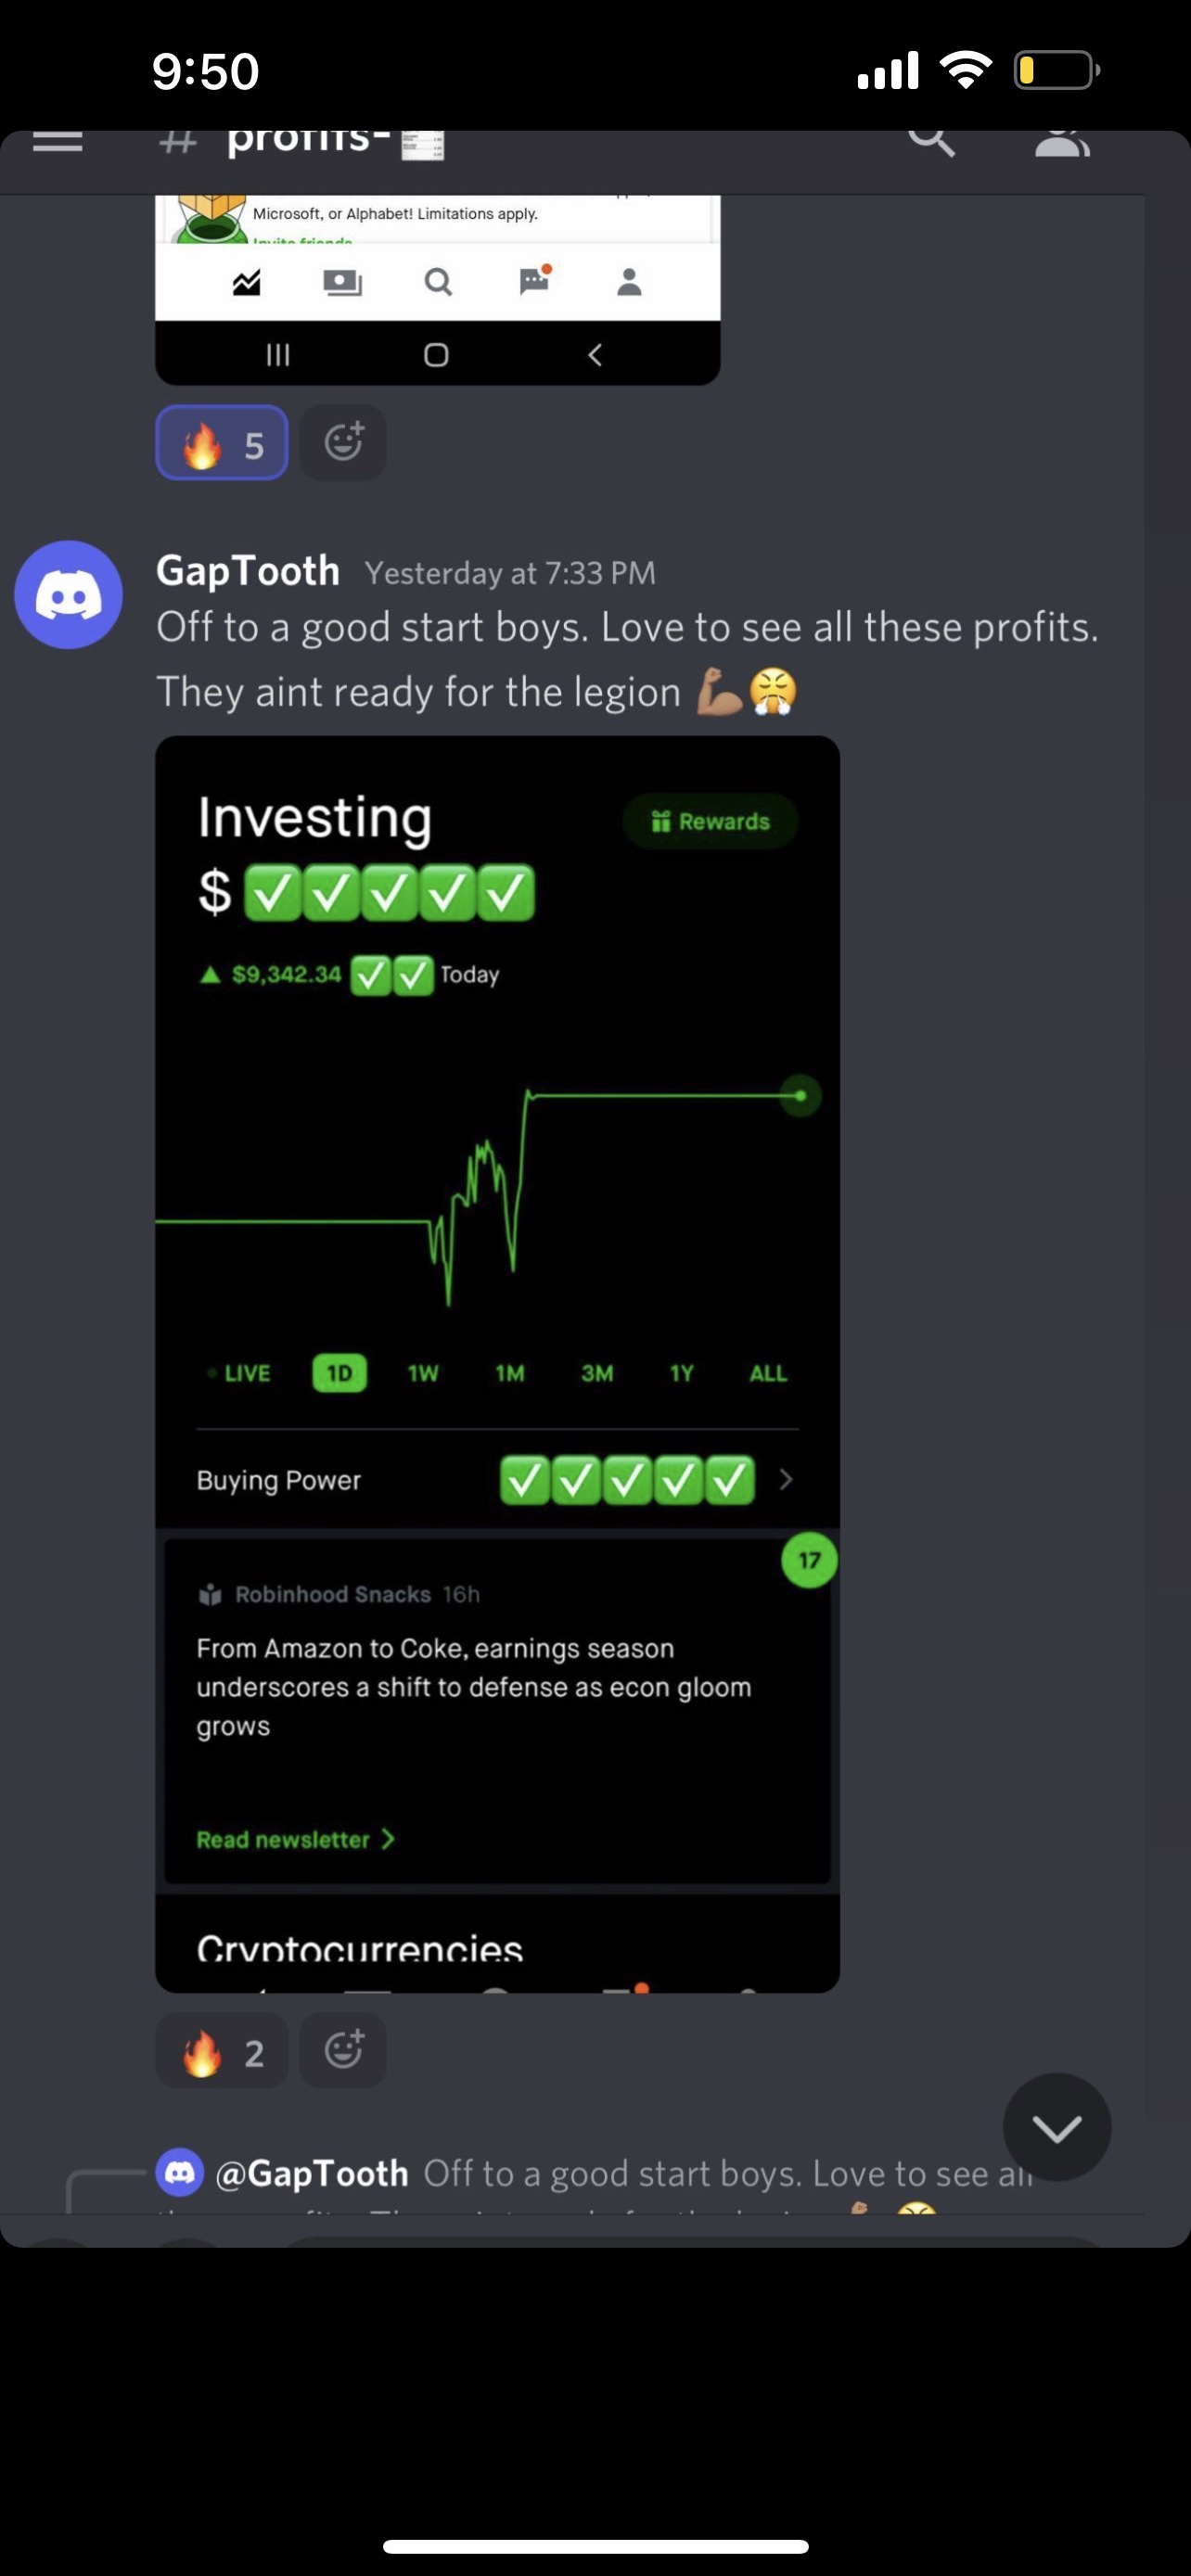 9:50
# profits-
Microsoft, or Alphabet! Limitations apply.
Invite friends
🔥 5
GapTooth Yesterday at 7:33 PM
Off to a good start boys. Love to see all these profits.
They aint ready for the legion 💪🏽😤
Investing
Rewards
$ ✅✅✅✅✅
▲ $9,342.34 ✅✅ Today
LIVE 1D 1W 1M 3M 1Y ALL
Buying Power ✅✅✅✅✅ >
17
Robinhood Snacks 16h
From Amazon to Coke, earnings season
underscores a shift to defense as econ gloom
grows
Read newsletter >
Cryptocurrencies
🔥 2
@GapTooth Off to a good start boys. Love to see all